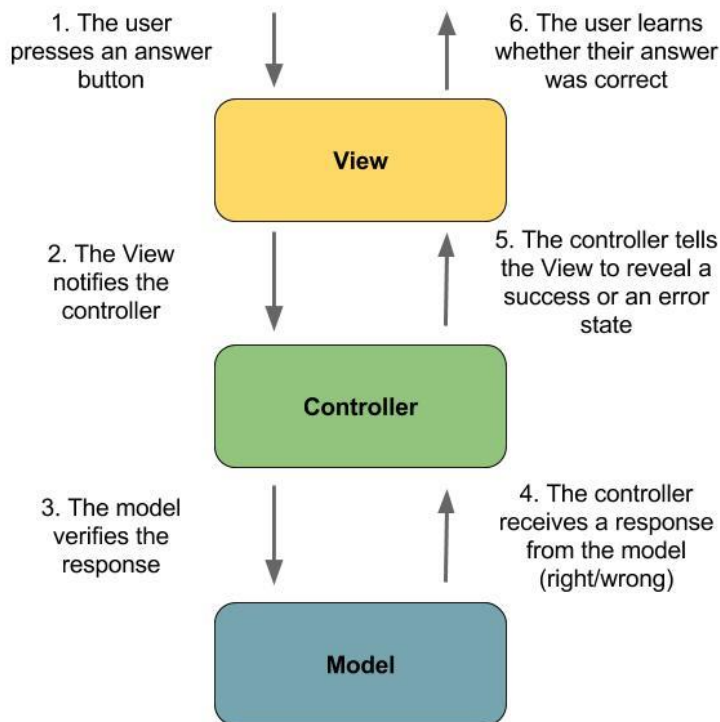 1. The user
presses an answer
button
6. The user learns
whether their answer
was correct
View
2. The View
notifies the
controller
5. The controller tells
the View to reveal a
success or an error
state
Controller
3. The model
verifies the
response
4. The controller
receives a response
from the model
(right/wrong)
Model